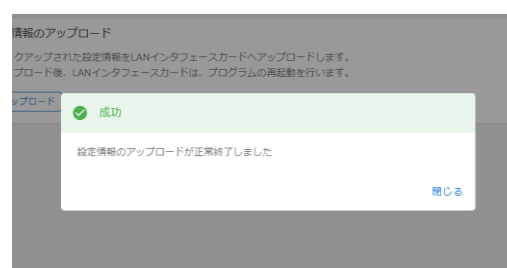 情報のアップロード
クアップされた設定情報をLANインタフェースカードへアップロードします。
プロード後、LANインタフェースカードは、プログラムの再起動を行います。
ップロード
成功
設定情報のアップロードが正常終了しました
閉じる